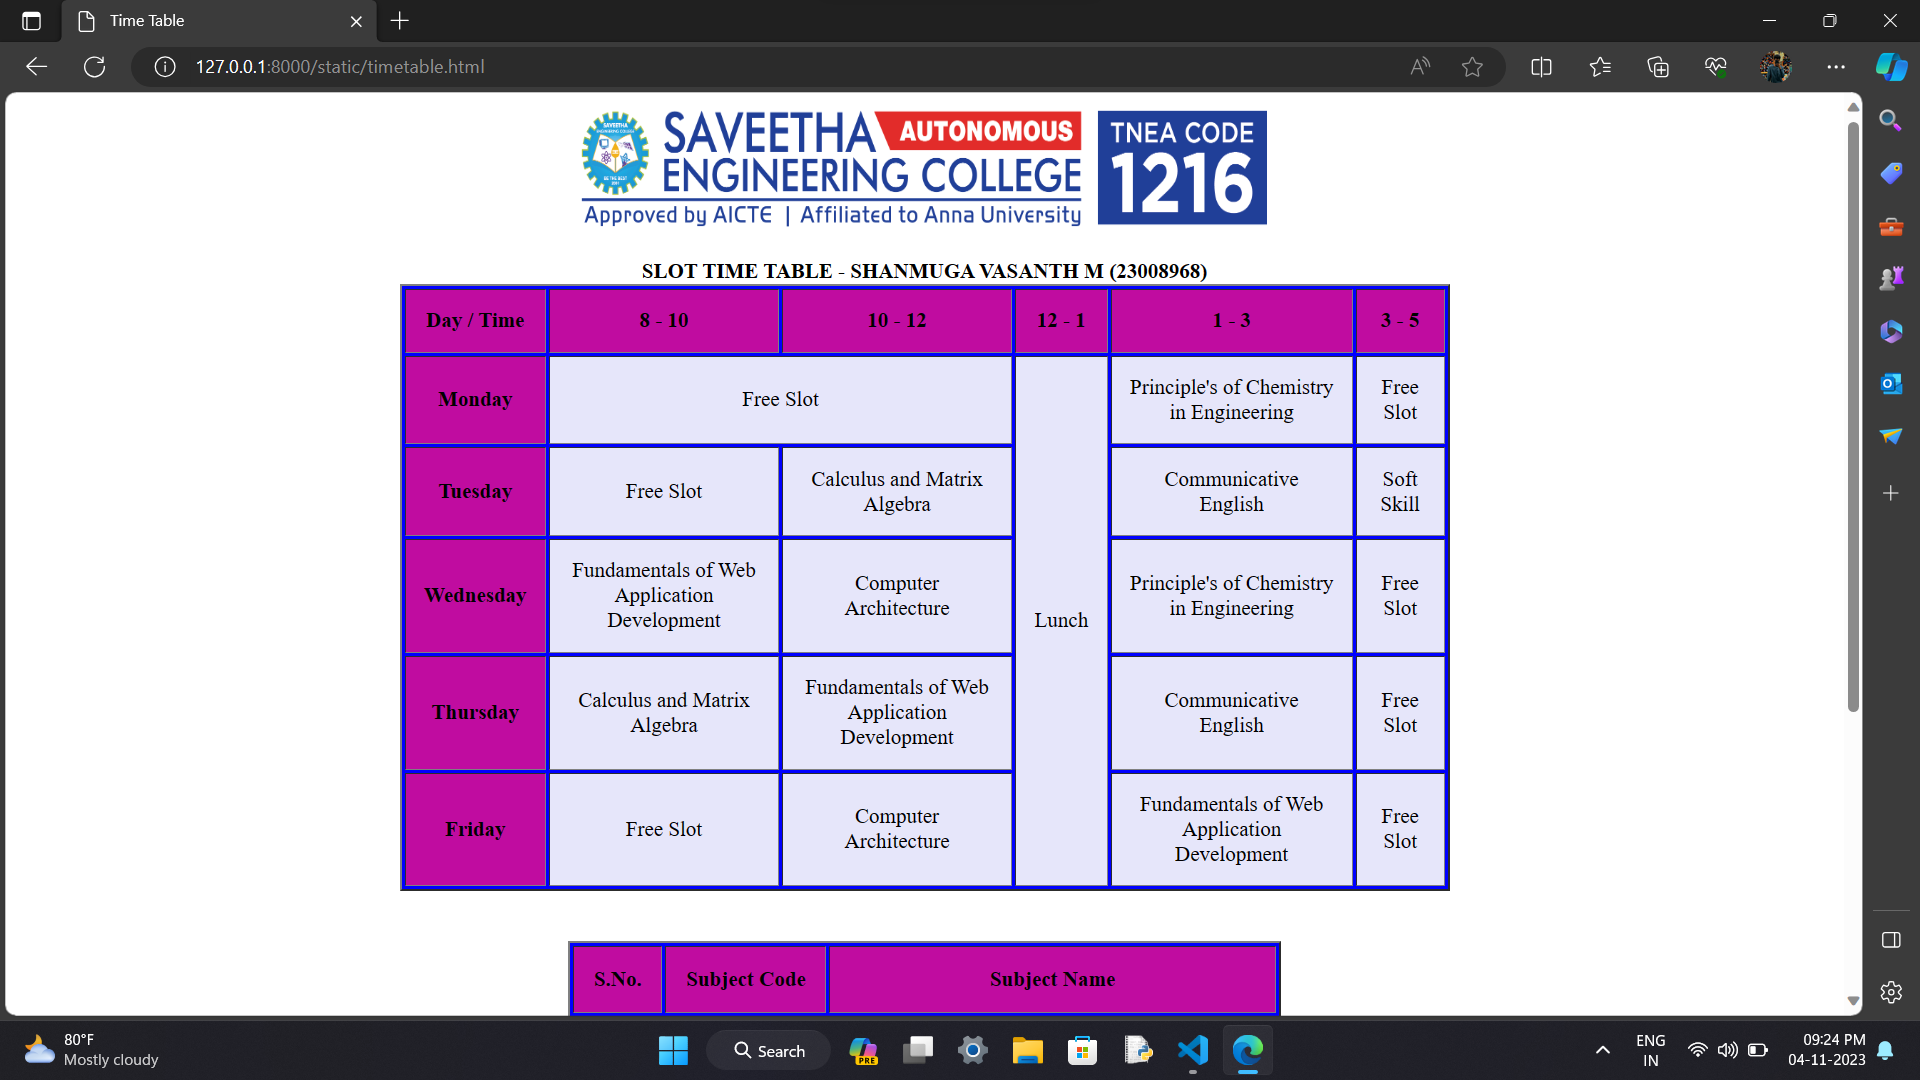 Time Table
127.0.0.1:8000/static/timetable.html
SAVEETHA AUTONOMOUS
ENGINEERING COLLEGE
Approved by AICTE | Affiliated to Anna University
TNEA CODE
1216
SLOT TIME TABLE - SHANMUGA VASANTH M (23008968)
Day / Time 8 - 10 10 - 12 12 - 1 1 - 3 3 - 5
Monday
Free Slot
Principle's of Chemistry
in Engineering
Free
Slot
Tuesday
Free Slot
Calculus and Matrix
Algebra
Communicative
English
Soft
Skill
Wednesday
Fundamentals of Web
Application
Development
Computer
Architecture
Lunch
Principle's of Chemistry
in Engineering
Free
Slot
Thursday
Calculus and Matrix
Algebra
Fundamentals of Web
Application
Development
Communicative
English
Free
Slot
Friday
Free Slot
Computer
Architecture
Fundamentals of Web
Application
Development
Free
Slot
S.No. Subject Code Subject Name
80°F
Mostly cloudy
Search
PRE
ENG
IN
09:24 PM
04-11-2023